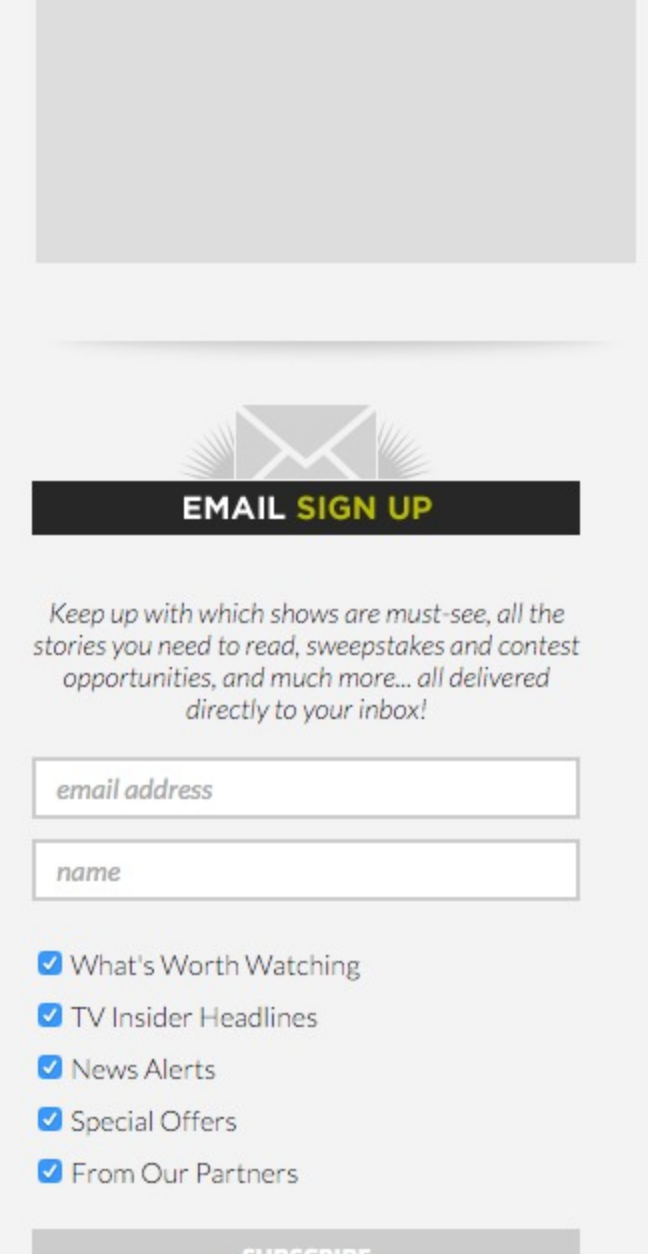 EMAIL SIGN UP
Keep up with which shows are must-see, all the
stories you need to read, sweepstakes and contest
opportunities, and much more... all delivered
directly to your inbox!
email address
name
What's Worth Watching
TV Insider Headlines
News Alerts
Special Offers
From Our Partners
SUBSCRIBE